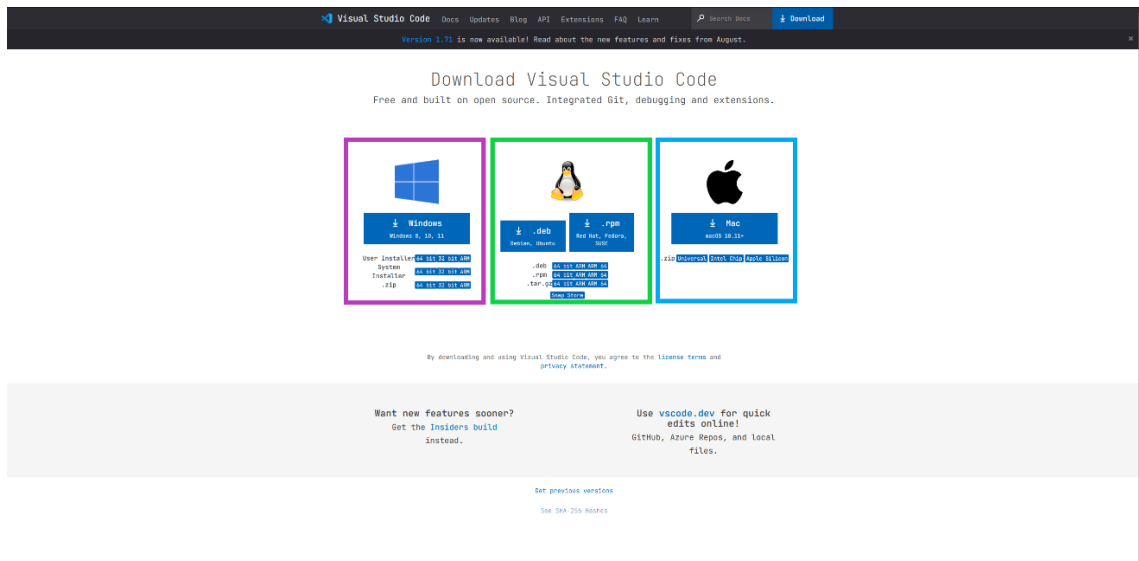 Visual Studio Code Docs Updates Blog API Extensions FAQ Learn Search Docs Download
Version 1.71 is now available! Read about the new features and fixes from August. ×
Download Visual Studio Code
Free and built on open source. Integrated Git, debugging and extensions.
Windows
Windows 8, 10, 11
User Installer 64 bit 32 bit ARM
System
Installer 64 bit 32 bit ARM
.zip 64 bit 32 bit ARM
.deb
Debian, Ubuntu
.rpm
Red Hat, Fedora,
SUSE
.deb 64 bit ARM ARM 64
.rpm 64 bit ARM ARM 64
.tar.gz 64 bit ARM ARM 64
Snap Store
Mac
macOS 10.11+
.zip Universal Intel Chip Apple Silicon
By downloading and using Visual Studio Code, you agree to the license terms and
privacy statement.
Want new features sooner?
Get the Insiders build
instead.
Use vscode.dev for quick
edits online!
GitHub, Azure Repos, and local
files.
Get previous versions
See SHA-256 Hashes